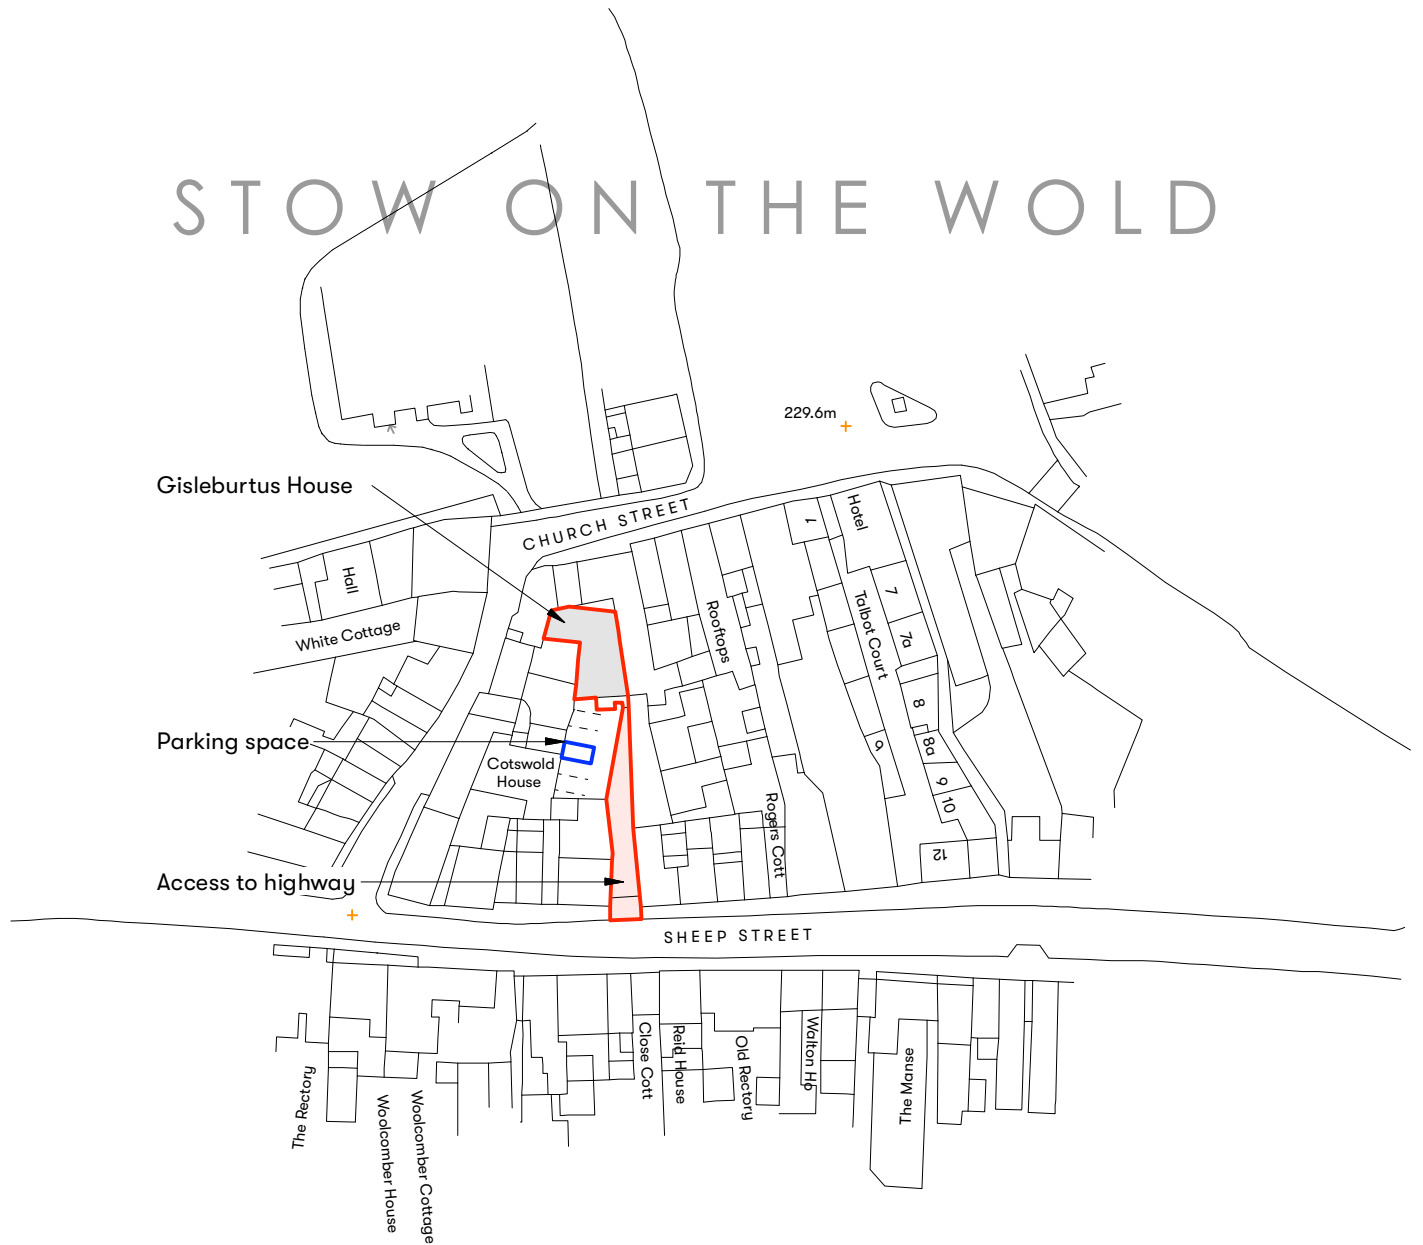 STOW ON THE WOLD
229.6m
Gisleburtus House
CHURCH STREET
Hotel
1
Hall
White Cottage
Rooftops
Talbot Court
7
7a
8
8a
9
9
10
12
Parking space
Cotswold
House
Rogers Cott
Access to highway
SHEEP STREET
The Rectory
Woolcomber House
Woolcomber Cottage
Close Cott
Reid House
Old Rectory
Walton Ho
The Manse